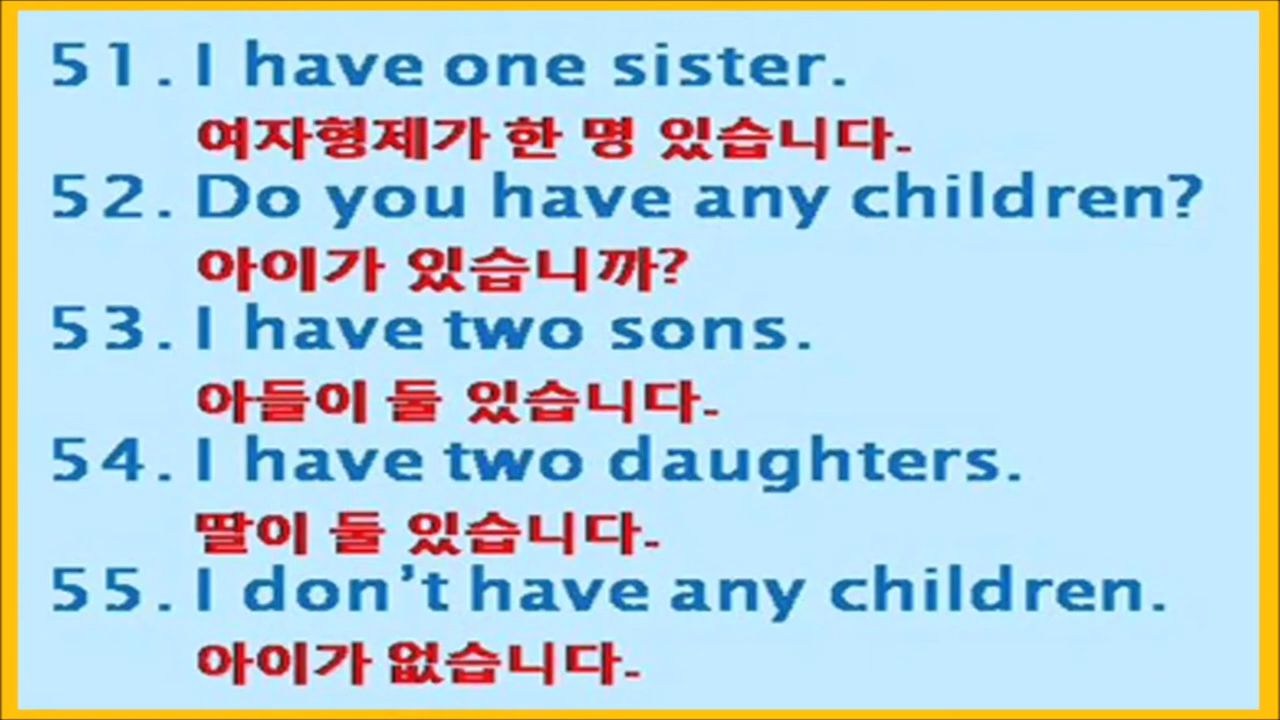 51. I have one sister.
여자형제가 한 명 있습니다.
52. Do you have any children?
아이가 있습니까?
53. I have two sons.
아들이 둘 있습니다.
54. I have two daughters.
딸이 둘 있습니다.
55. I don’t have any children.
아이가 없습니다.